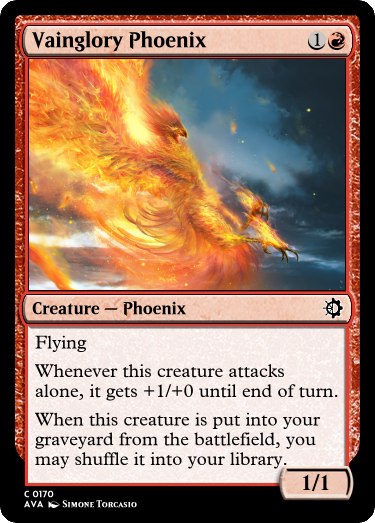 Vainglory Phoenix 1
Creature — Phoenix
Flying
Whenever this creature attacks
alone, it gets +1/+0 until end of turn.
When this creature is put into your
graveyard from the battlefield, you
may shuffle it into your library.
1/1
C 0170
AVA Simone Torcasio